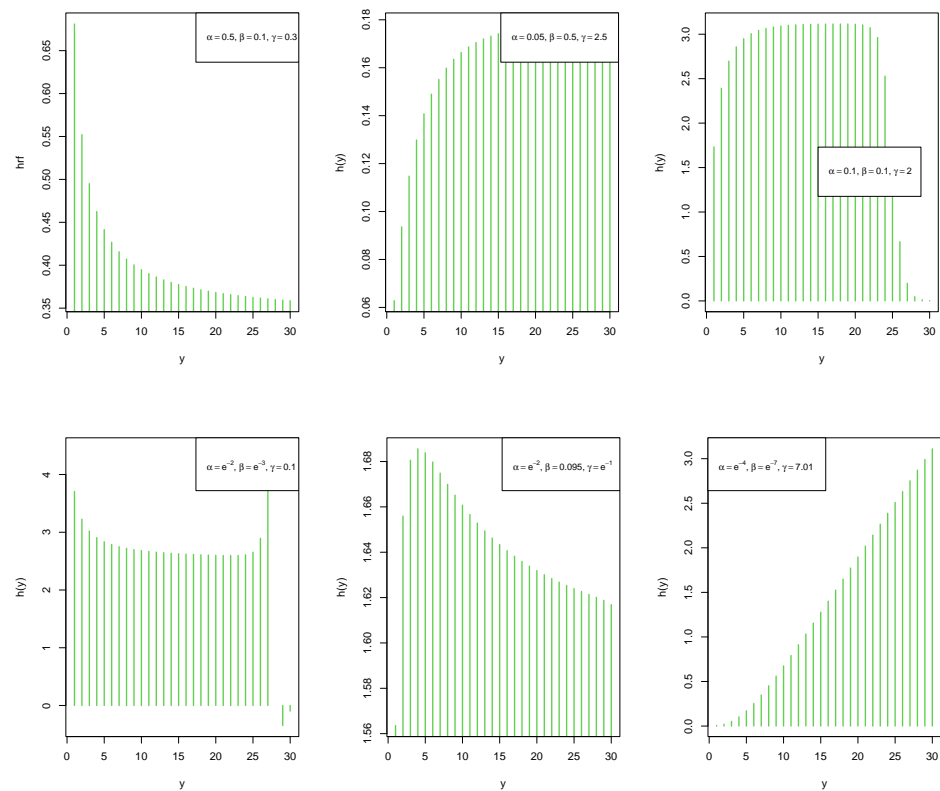 α = 0.5, β = 0.1, γ = 0.3
hrf
0.35 0.40 0.45 0.50 0.55 0.60 0.65
0 5 10 15 20 25 30
y
α = 0.05, β = 0.5, γ = 2.5
h(y)
0.06 0.08 0.10 0.12 0.14 0.16 0.18
0 5 10 15 20 25 30
y
α = 0.1, β = 0.1, γ = 2
h(y)
0.0 0.5 1.0 1.5 2.0 2.5 3.0
0 5 10 15 20 25 30
y
α = e⁻², β = e⁻³, γ = 0.1
h(y)
0 1 2 3 4
0 5 10 15 20 25 30
y
α = e⁻², β = 0.095, γ = e⁻¹
h(y)
1.56 1.58 1.60 1.62 1.64 1.66 1.68
0 5 10 15 20 25 30
y
α = e⁻⁴, β = e⁻⁷, γ = 7.01
h(y)
0.0 0.5 1.0 1.5 2.0 2.5 3.0
0 5 10 15 20 25 30
y